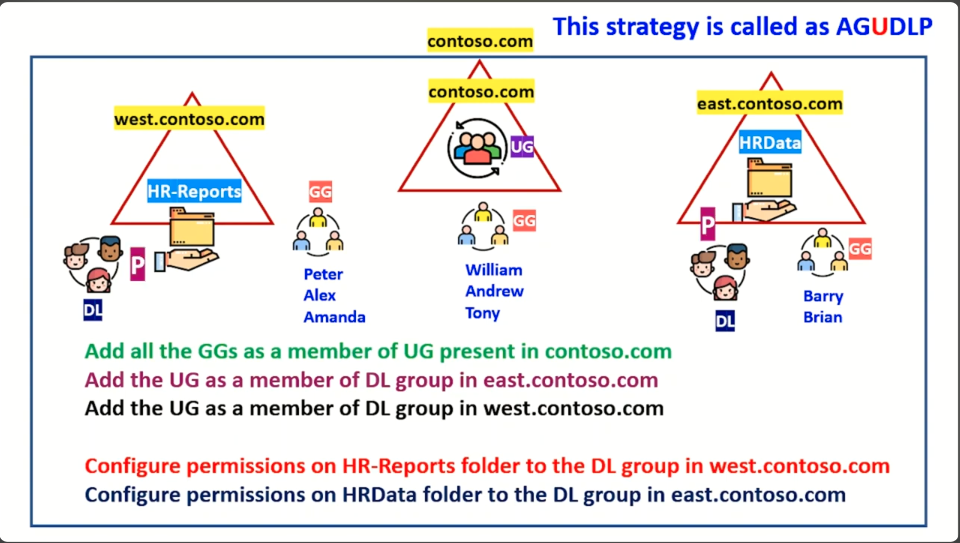 This strategy is called as AGUDLP
contoso.com
contoso.com
west.contoso.com
east.contoso.com
UG
HRData
HR-Reports
GG
GG
P
GG
P
DL
DL
Peter
Alex
Amanda
William
Andrew
Tony
Barry
Brian
Add all the GGs as a member of UG present in contoso.com
Add the UG as a member of DL group in east.contoso.com
Add the UG as a member of DL group in west.contoso.com
Configure permissions on HR-Reports folder to the DL group in west.contoso.com
Configure permissions on HRData folder to the DL group in east.contoso.com